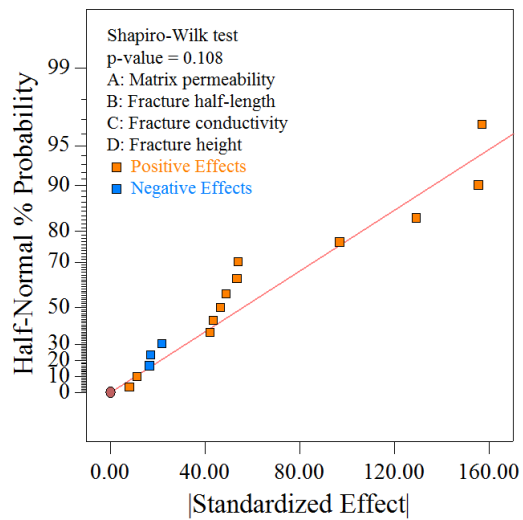 Shapiro-Wilk test
p-value = 0.108
A: Matrix permeability
B: Fracture half-length
C: Fracture conductivity
D: Fracture height
Positive Effects
Negative Effects
Half-Normal % Probability
99
95
90
80
70
50
30
20
10
0
0.00 40.00 80.00 120.00 160.00
|Standardized Effect|